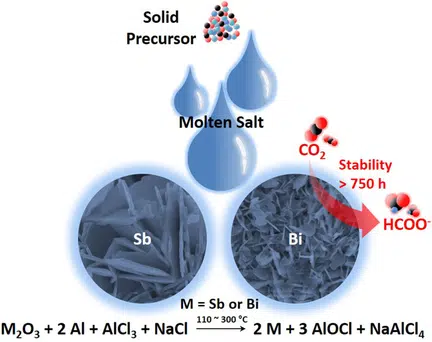 Solid
Precursor
Molten Salt
CO₂
Stability
> 750 h
HCOO⁻
Sb
Bi
M = Sb or Bi
M₂O₃ + 2 Al + AlCl₃ + NaCl 110 ~ 300 °C → 2 M + 3 AlOCl + NaAlCl₄